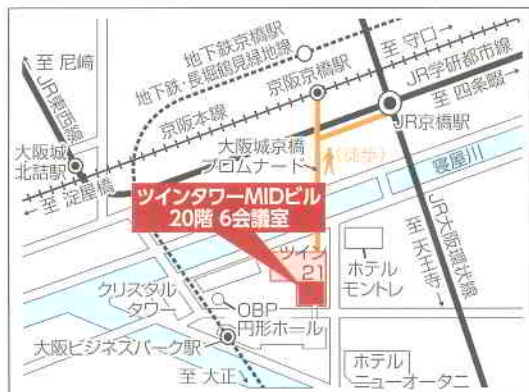 地下鉄京橋駅
地下鉄・長堀鶴見緑地線
至 尼崎
JR東西線
京阪京橋駅
至 守口
JR学研都市線
至 四条畷
京阪本線
JR京橋駅
大阪城
北詰駅
大阪城京橋
プロムナード
(徒歩)
寝屋川
至 淀屋橋
ツインタワーMIDビル
20階 6会議室
JR大阪環状線
至 天王寺
ツイン
21
ホテル
モントレ
クリスタル
タワー
OBP
円形ホール
大阪ビジネスパーク駅
至 大正
ホテル
ニューオータニ